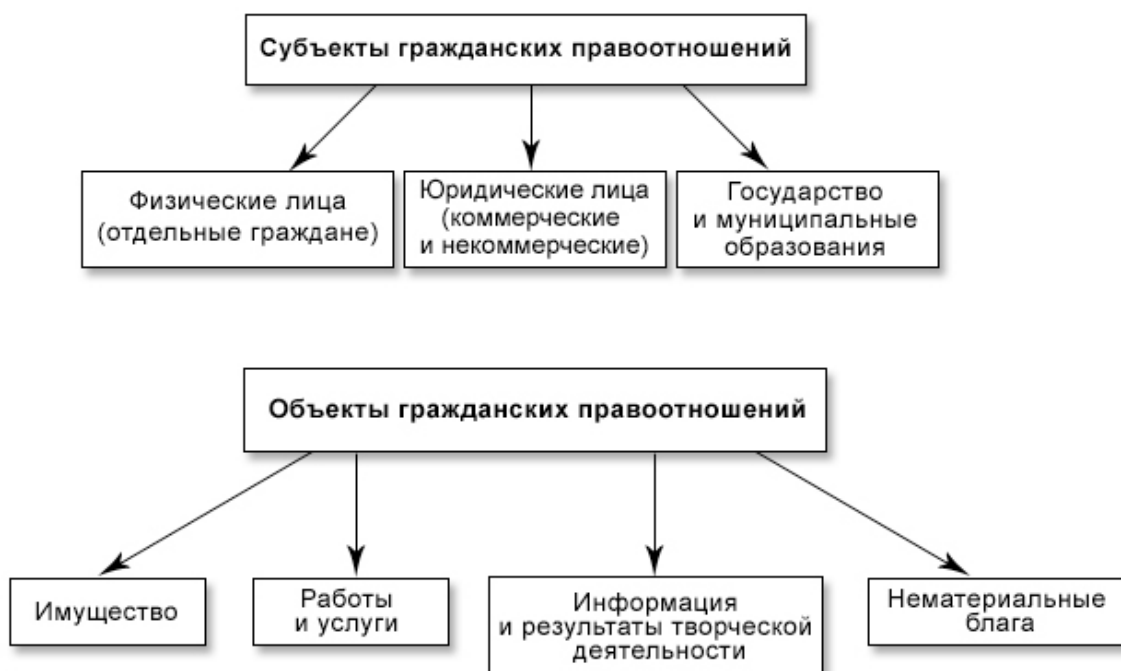 Субъекты гражданских правоотношений
Физические лица
(отдельные граждане)
Юридические лица
(коммерческие
и некоммерческие)
Государство
и муниципальные
образования
Объекты гражданских правоотношений
Имущество
Работы
и услуги
Информация
и результаты творческой
деятельности
Нематериальные
блага